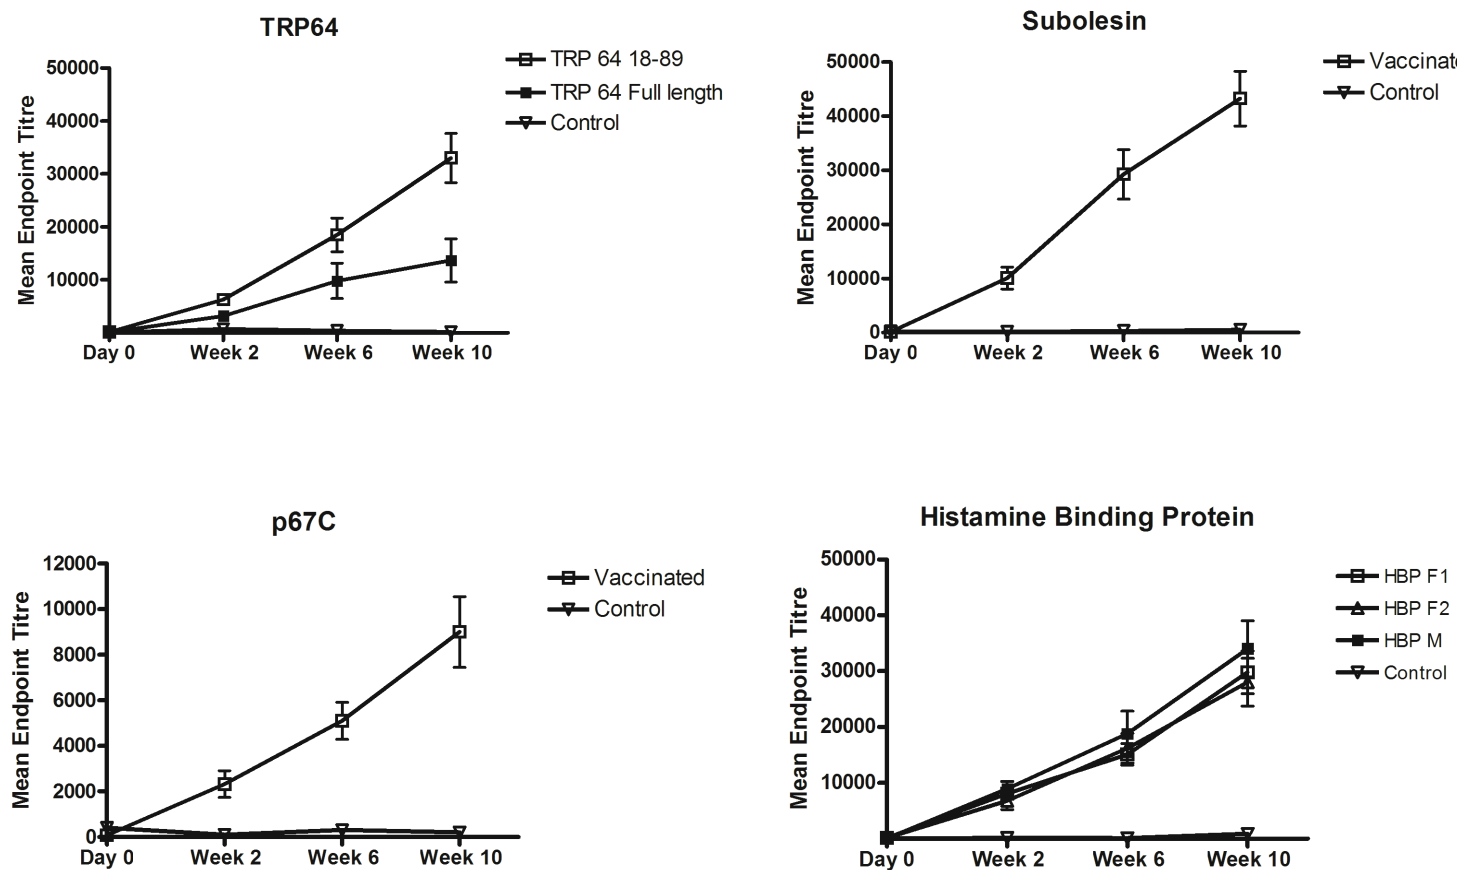 TRP64
Mean Endpoint Titre
50000
40000
30000
20000
10000
Day 0 Week 2 Week 6 Week 10
TRP 64 18-89
TRP 64 Full length
Control
Subolesin
Mean Endpoint Titre
50000
40000
30000
20000
10000
0
Day 0 Week 2 Week 6 Week 10
Vaccinate
Control
p67C
Mean Endpoint Titre
12000
10000
8000
6000
4000
2000
0
Day 0 Week 2 Week 6 Week 10
Vaccinated
Control
Histamine Binding Protein
Mean Endpoint Titre
50000
40000
30000
20000
10000
Day 0 Week 2 Week 6 Week 10
HBP F1
HBP F2
HBP M
Control